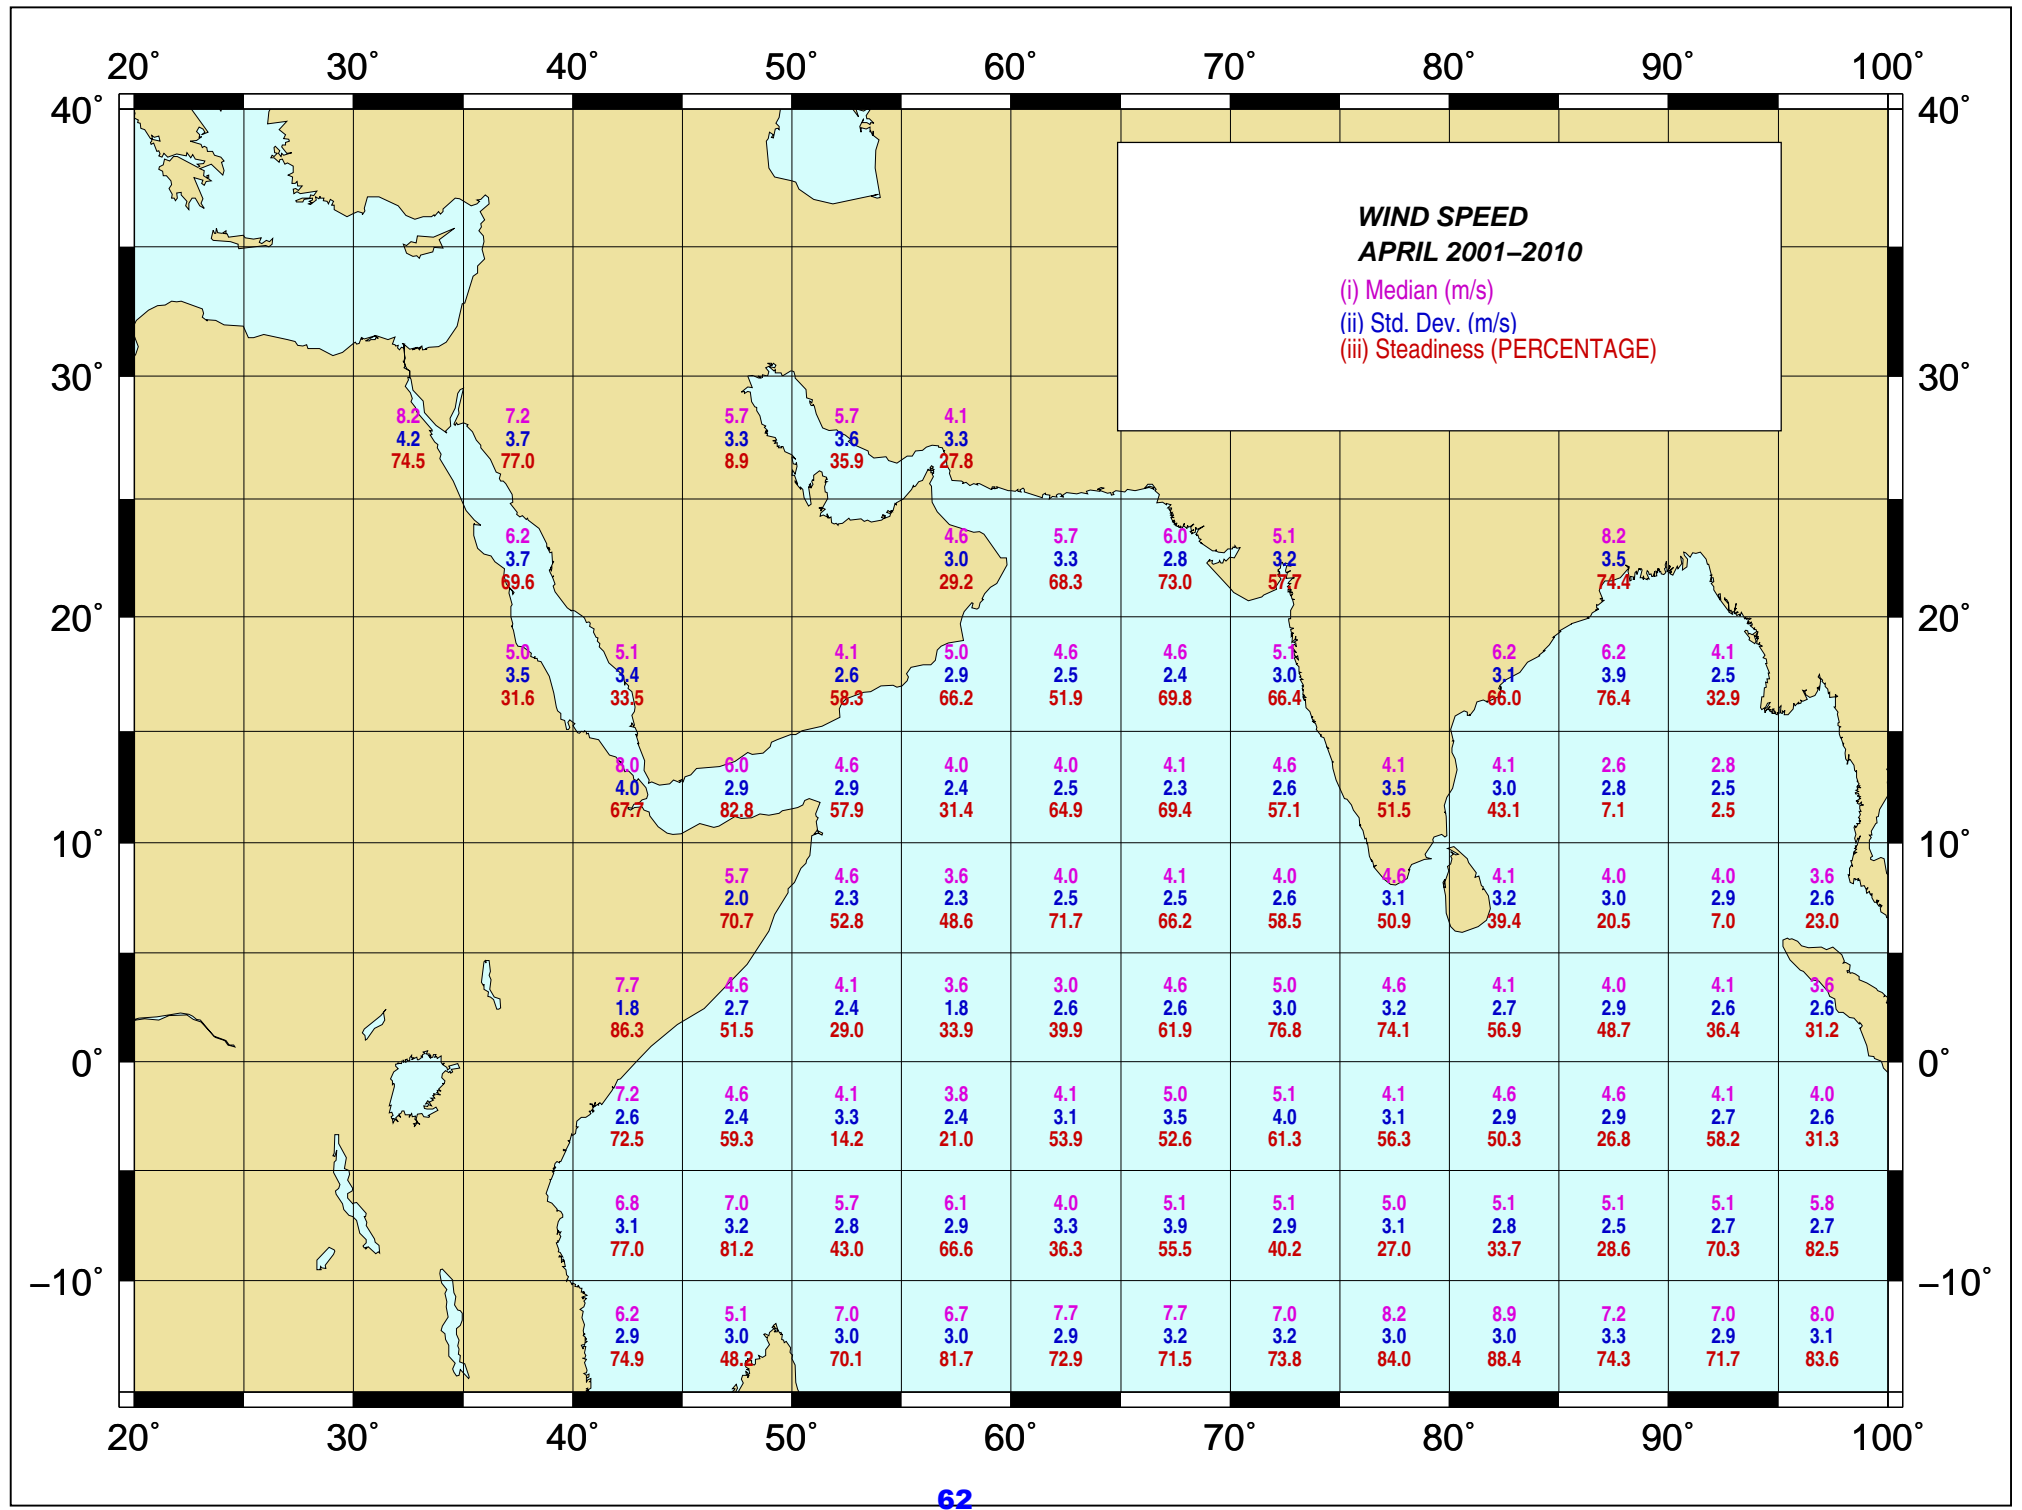 20° 30° 40° 50° 60° 70° 80° 90° 100°
40° 40°
WIND SPEED
APRIL 2001–2010
(i) Median (m/s)
(ii) Std. Dev. (m/s)
(iii) Steadiness (PERCENTAGE)
30° 30°
8.2 7.2 5.7 5.7 4.1
4.2 3.7 3.3 3.6 3.3
74.5 77.0 8.9 35.9 27.8
6.2 4.6 5.7 6.0 5.1 8.2
3.7 3.0 3.3 2.8 3.2 3.5
69.6 29.2 68.3 73.0 57.7 74.4
20° 20°
5.0 5.1 4.1 5.0 4.6 4.6 5.1 6.2 6.2 4.1
3.5 3.4 2.6 2.9 2.5 2.4 3.0 3.1 3.9 2.5
31.6 33.5 58.3 66.2 51.9 69.8 66.4 66.0 76.4 32.9
8.0 6.0 4.6 4.0 4.0 4.1 4.6 4.1 4.1 2.6 2.8
4.0 2.9 2.9 2.4 2.5 2.3 2.6 3.5 3.0 2.8 2.5
67.7 82.8 57.9 31.4 64.9 69.4 57.1 51.5 43.1 7.1 2.5
10° 10°
5.7 4.6 3.6 4.0 4.1 4.0 4.6 4.1 4.0 4.0 3.6
2.0 2.3 2.3 2.5 2.5 2.6 3.1 3.2 3.0 2.9 2.6
70.7 52.8 48.6 71.7 66.2 58.5 50.9 39.4 20.5 7.0 23.0
7.7 4.6 4.1 3.6 3.0 4.6 5.0 4.6 4.1 4.0 4.1 3.6
1.8 2.7 2.4 1.8 2.6 2.6 3.0 3.2 2.7 2.9 2.6 2.6
86.3 51.5 29.0 33.9 39.9 61.9 76.8 74.1 56.9 48.7 36.4 31.2
0° 0°
7.2 4.6 4.1 3.8 4.1 5.0 5.1 4.1 4.6 4.6 4.1 4.0
2.6 2.4 3.3 2.4 3.1 3.5 4.0 3.1 2.9 2.9 2.7 2.6
72.5 59.3 14.2 21.0 53.9 52.6 61.3 56.3 50.3 26.8 58.2 31.3
6.8 7.0 5.7 6.1 4.0 5.1 5.1 5.0 5.1 5.1 5.1 5.8
3.1 3.2 2.8 2.9 3.3 3.9 2.9 3.1 2.8 2.5 2.7 2.7
77.0 81.2 43.0 66.6 36.3 55.5 40.2 27.0 33.7 28.6 70.3 82.5
–10° –10°
6.2 5.1 7.0 6.7 7.7 7.7 7.0 8.2 8.9 7.2 7.0 8.0
2.9 3.0 3.0 3.0 2.9 3.2 3.2 3.0 3.0 3.3 2.9 3.1
74.9 48.2 70.1 81.7 72.9 71.5 73.8 84.0 88.4 74.3 71.7 83.6
20° 30° 40° 50° 60° 70° 80° 90° 100°
62